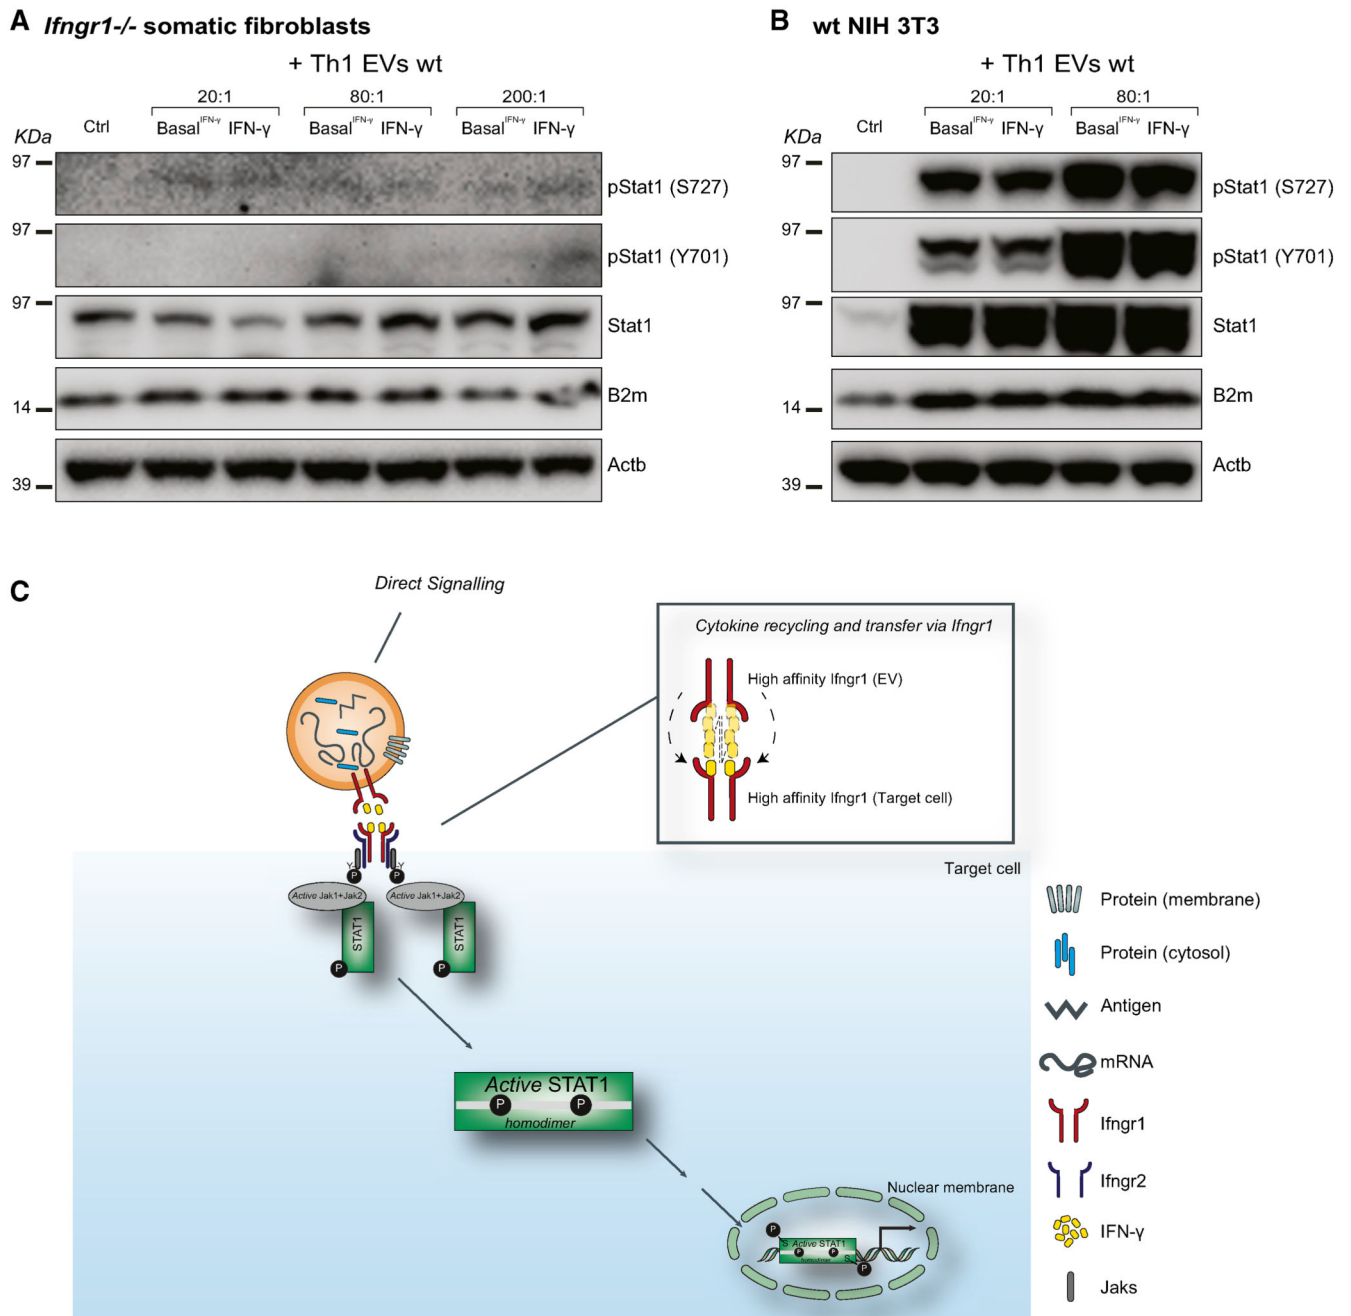 A Ifngr1-/- somatic fibroblasts
+ Th1 EVs wt
20:1 80:1 200:1
KDa Ctrl Basal^IFN-γ IFN-γ Basal^IFN-γ IFN-γ Basal^IFN-γ IFN-γ
97 pStat1 (S727)
97 pStat1 (Y701)
97 Stat1
14 B2m
39 Actb
B wt NIH 3T3
+ Th1 EVs wt
20:1 80:1
KDa Ctrl Basal^IFN-γ IFN-γ Basal^IFN-γ IFN-γ
97 pStat1 (S727)
97 pStat1 (Y701)
97 Stat1
14 B2m
39 Actb
C
Direct Signalling
Cytokine recycling and transfer via Ifngr1
High affinity Ifngr1 (EV)
High affinity Ifngr1 (Target cell)
Target cell
Y Y
P P
Active Jak1+Jak2 Active Jak1+Jak2
STAT1 STAT1
P P
Active STAT1
P P
homodimer
Nuclear membrane
P
S Active STAT1
P P
homodimer S
P
Protein (membrane)
Protein (cytosol)
Antigen
mRNA
Ifngr1
Ifngr2
IFN-γ
Jaks